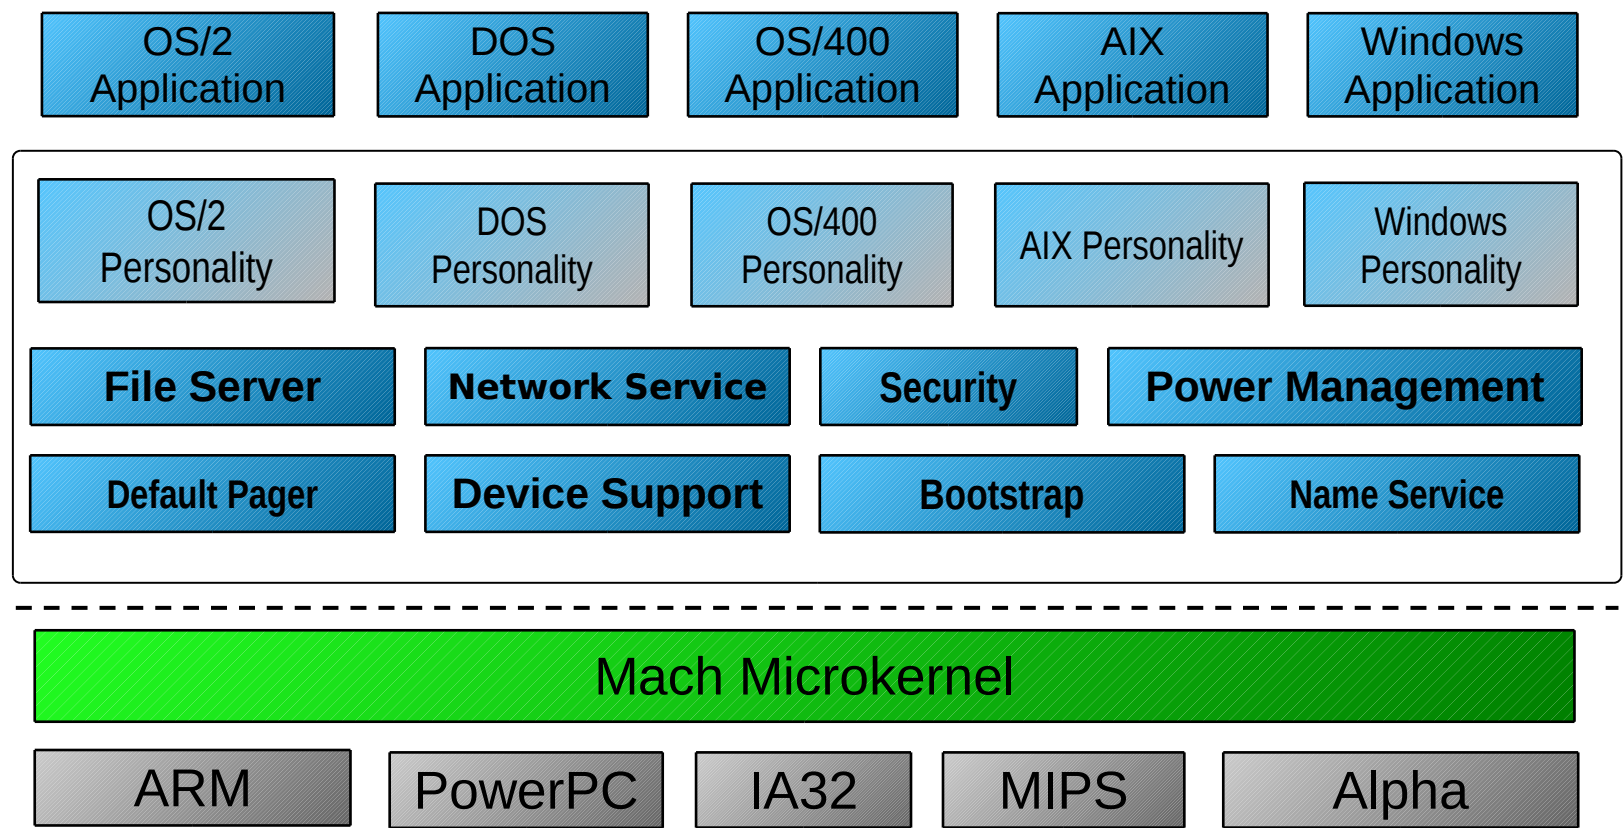 OS/2
Application
DOS
Application
OS/400
Application
AIX
Application
Windows
Application
OS/2
Personality
DOS
Personality
OS/400
Personality
AIX Personality
Windows
Personality
File Server
Network Service
Security
Power Management
Default Pager
Device Support
Bootstrap
Name Service
Mach Microkernel
ARM
PowerPC
IA32
MIPS
Alpha